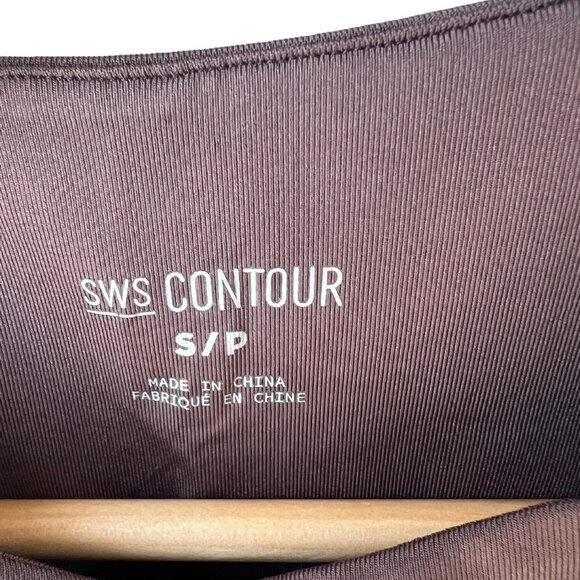 SWS CONTOUR
S/P
MADE IN CHINA
FABRIQUÉ EN CHINE